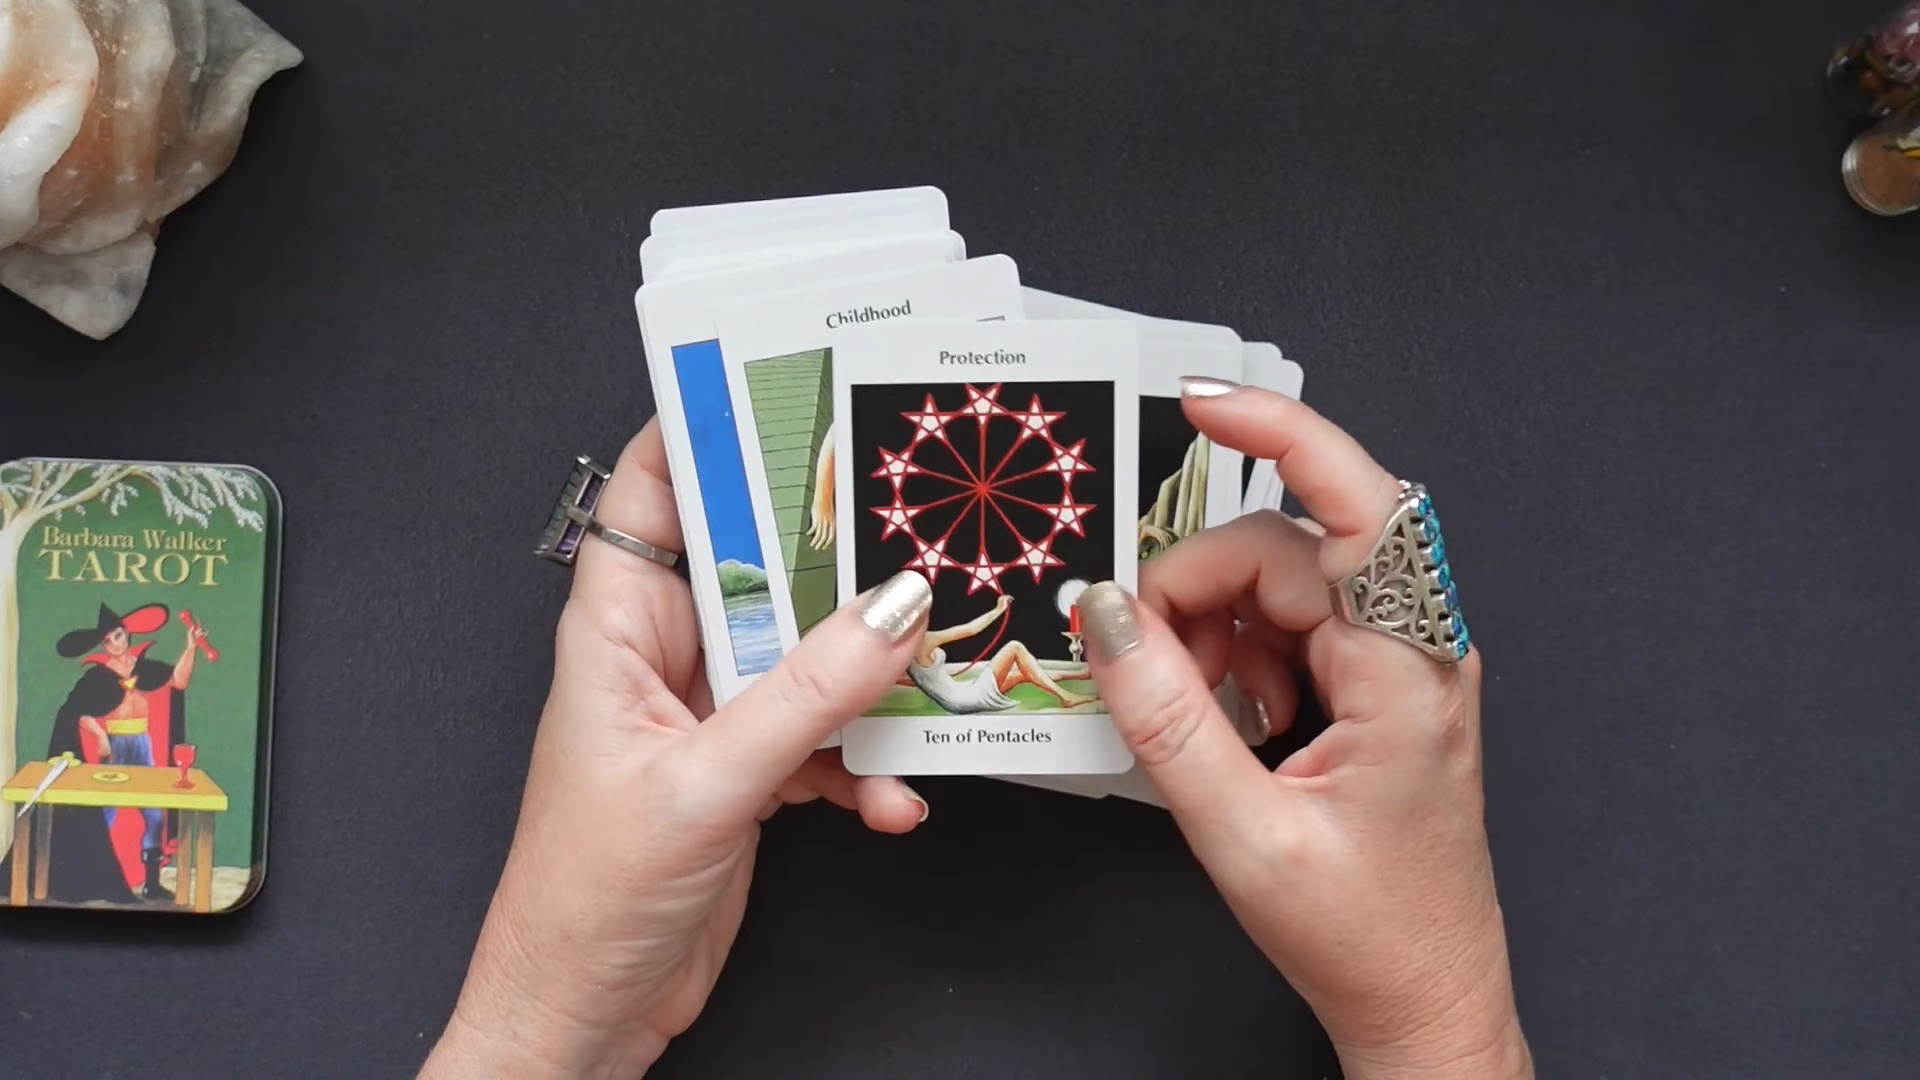 Childhood
Protection
Ten of Pentacles
Barbara Walker
TAROT